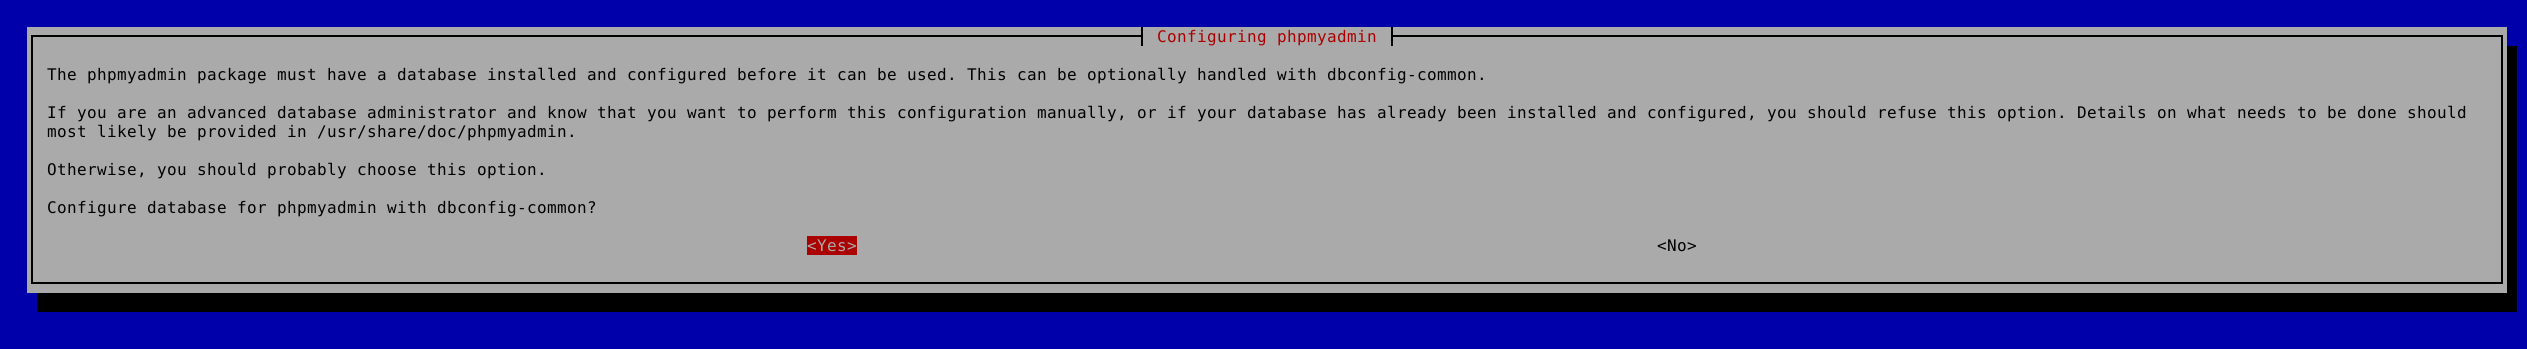 Configuring phpmyadmin
The phpmyadmin package must have a database installed and configured before it can be used. This can be optionally handled with dbconfig-common.
If you are an advanced database administrator and know that you want to perform this configuration manually, or if your database has already been installed and configured, you should refuse this option. Details on what needs to be done should
most likely be provided in /usr/share/doc/phpmyadmin.
Otherwise, you should probably choose this option.
Configure database for phpmyadmin with dbconfig-common?
<Yes> <No>